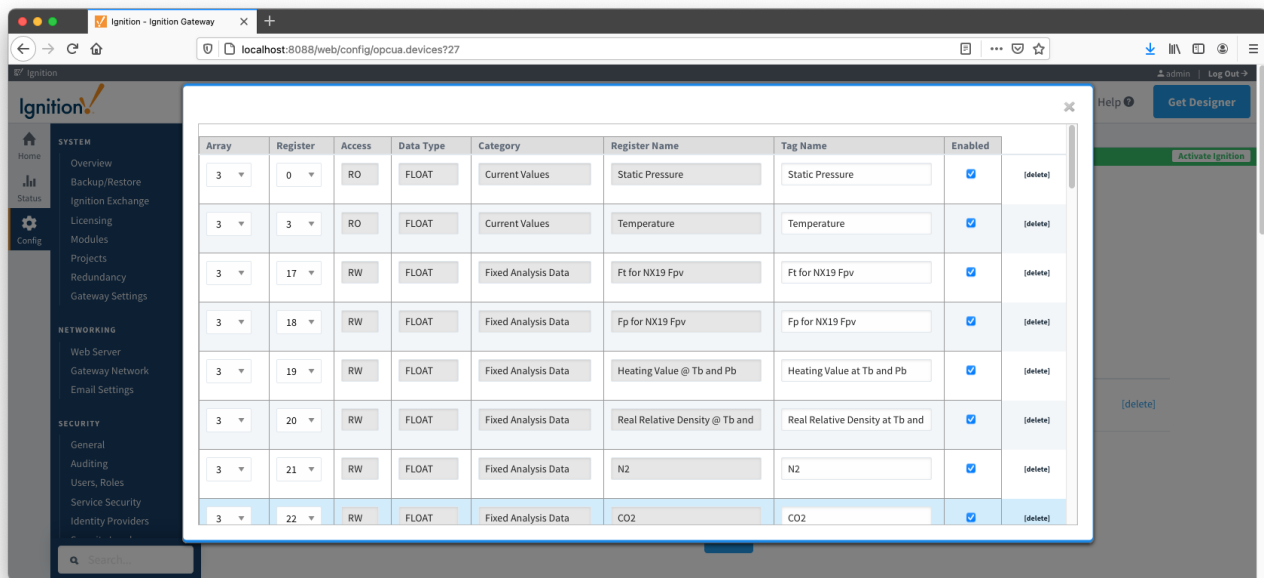 Ignition - Ignition Gateway
localhost:8088/web/config/opcua.devices?27
Ignition
admin | Log Out
Ignition!
Help
Get Designer
Activate Ignition
Home
Status
Config
SYSTEM
Overview
Backup/Restore
Ignition Exchange
Licensing
Modules
Projects
Redundancy
Gateway Settings
NETWORKING
Web Server
Gateway Network
Email Settings
SECURITY
General
Auditing
Users, Roles
Service Security
Identity Providers
Search...
Array Register Access Data Type Category Register Name Tag Name Enabled
3 0 RO FLOAT Current Values Static Pressure Static Pressure [delete]
3 3 RO FLOAT Current Values Temperature Temperature [delete]
3 17 RW FLOAT Fixed Analysis Data Ft for NX19 Fpv Ft for NX19 Fpv [delete]
3 18 RW FLOAT Fixed Analysis Data Fp for NX19 Fpv Fp for NX19 Fpv [delete]
3 19 RW FLOAT Fixed Analysis Data Heating Value @ Tb and Pb Heating Value at Tb and Pb [delete]
3 20 RW FLOAT Fixed Analysis Data Real Relative Density @ Tb and Real Relative Density at Tb and [delete]
3 21 RW FLOAT Fixed Analysis Data N2 N2 [delete]
3 22 RW FLOAT Fixed Analysis Data CO2 CO2 [delete]
[delete]